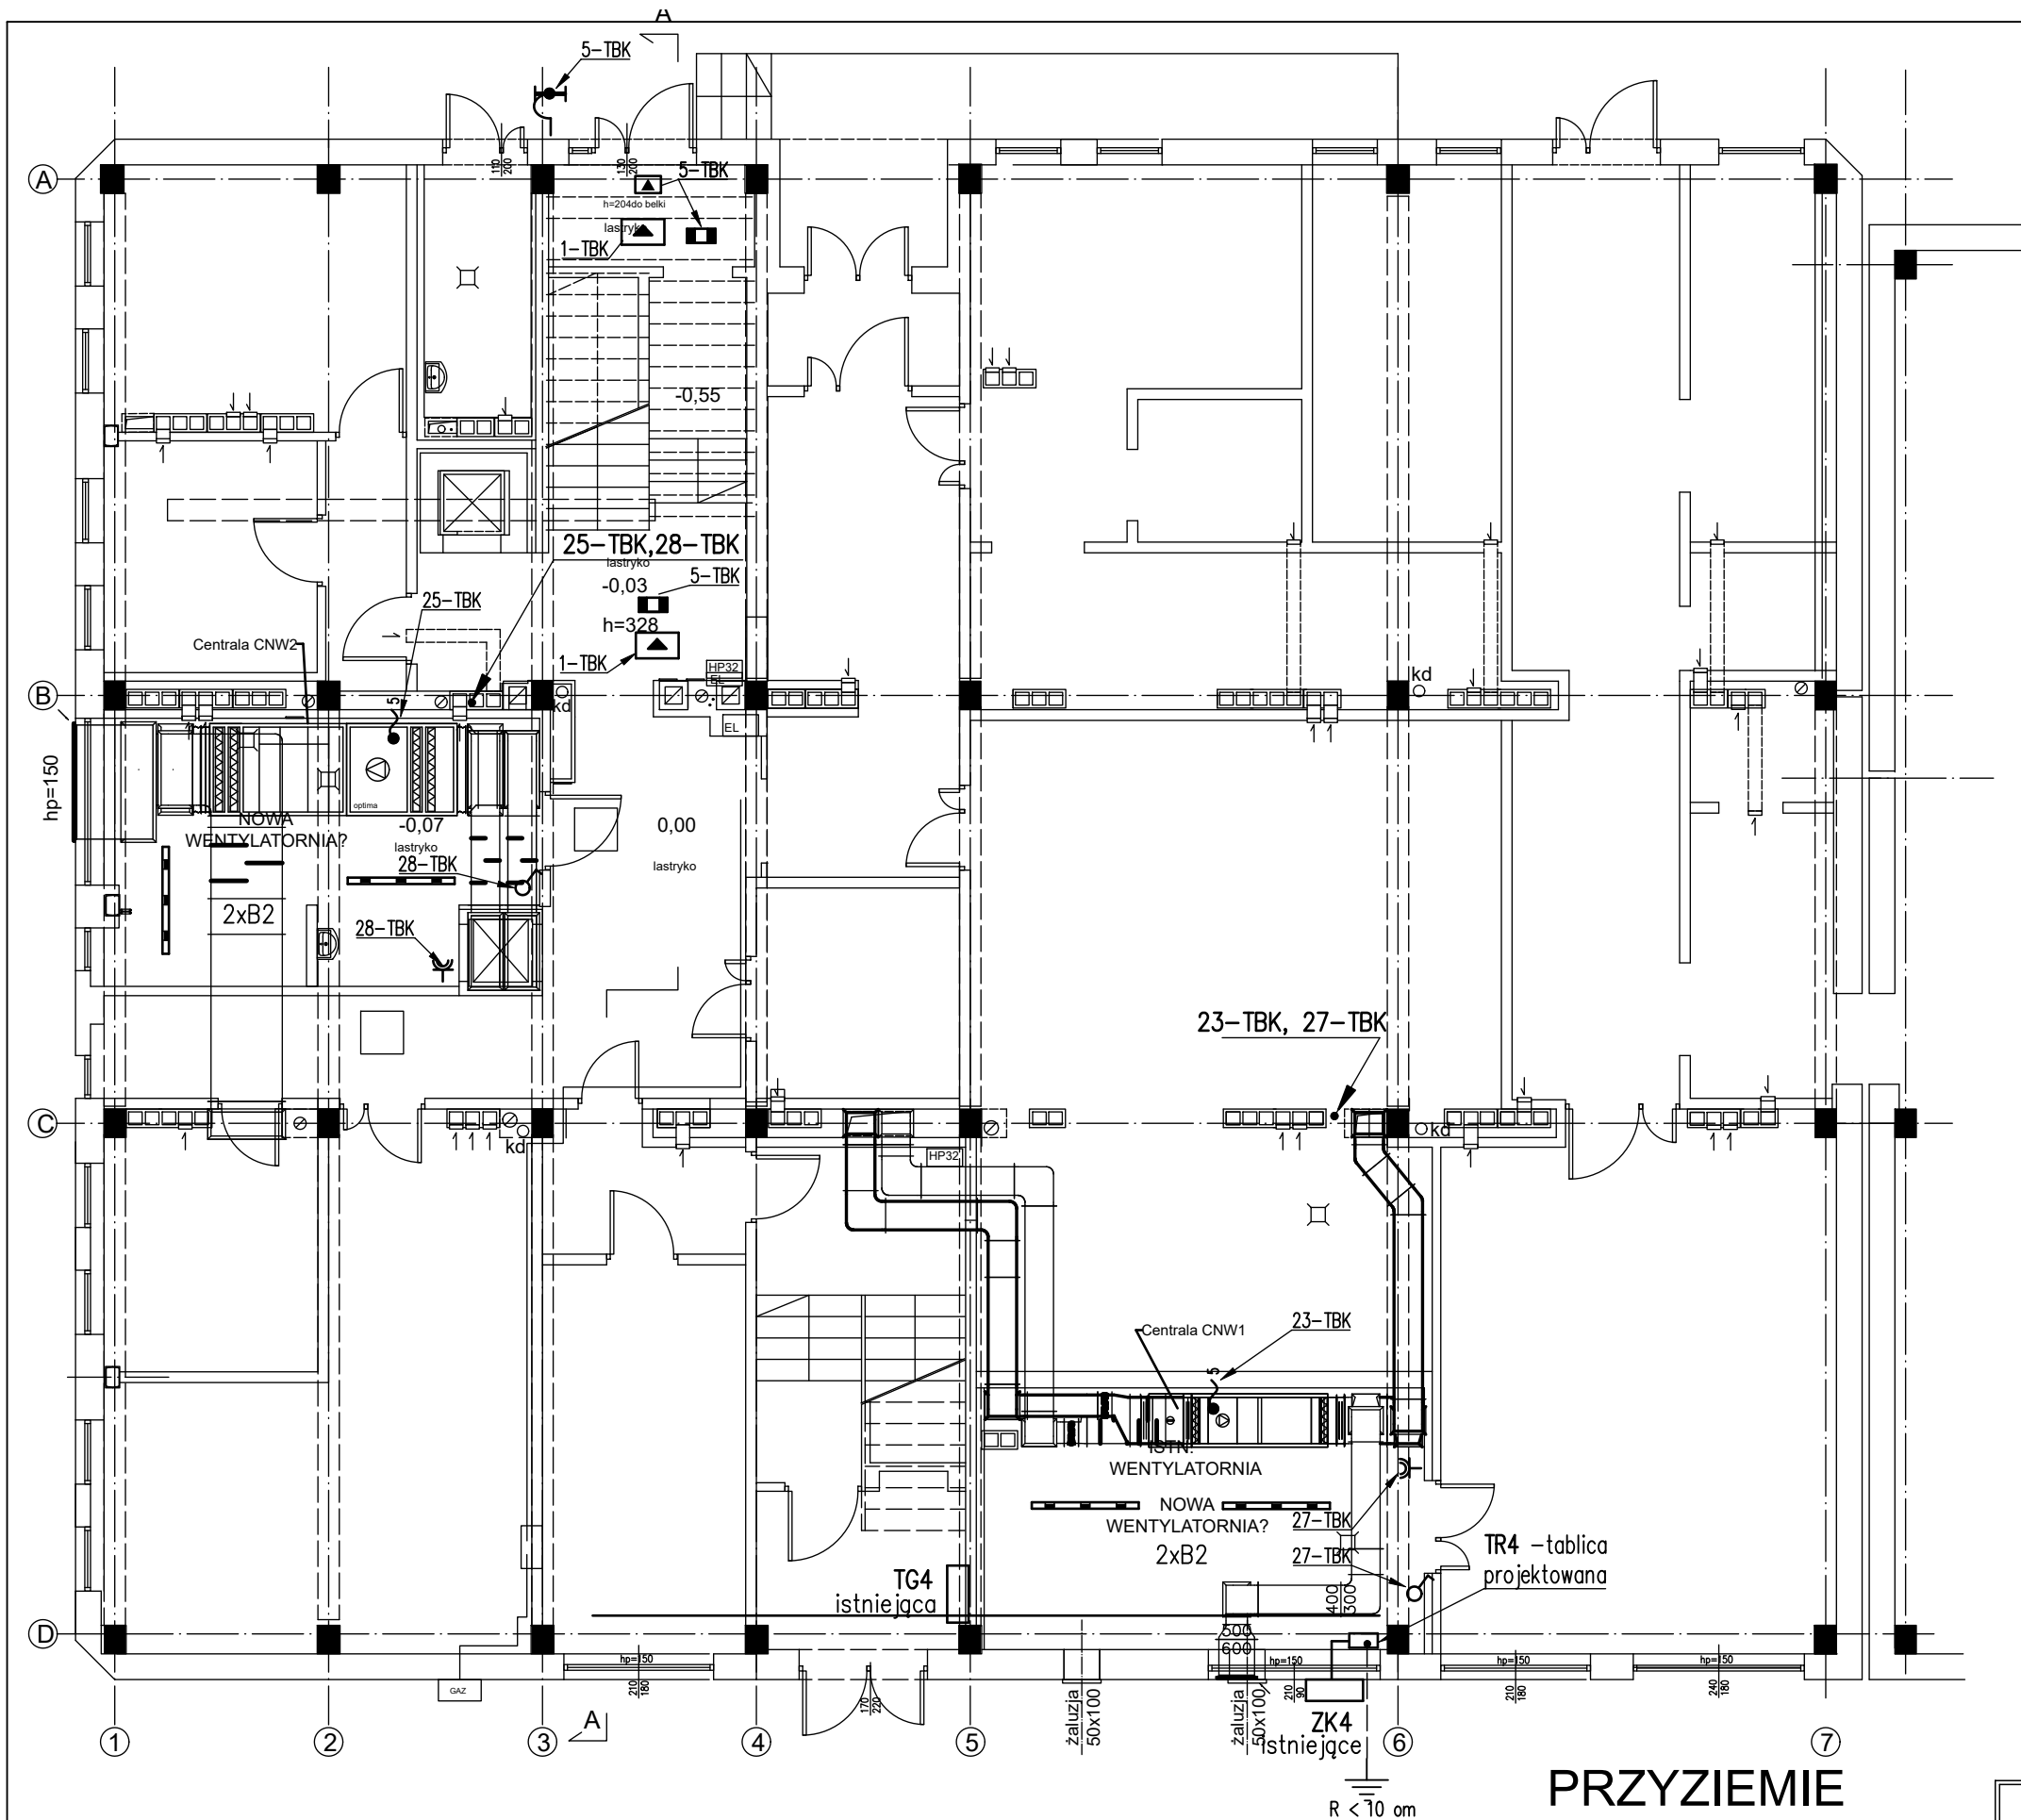 A
5-TBK
110
200
130
200
5-TBK
A
h=204do belki
lastryko
1-TBK
-0,55
25-TBK,28-TBK
lastryko
-0,03
5-TBK
25-TBK
h=328
Centrala CNW2
1-TBK
HP32
EL
B
kd
kd
5
EL
hp=150
optima
NOWA
WENTYLATORNIA?
-0,07
lastryko
0,00
lastryko
28-TBK
2xB2
28-TBK
23-TBK, 27-TBK
C
kd
kd
HP32
Centrala CNW1
23-TBK
5
ISTN.
WENTYLATORNIA
NOWA
WENTYLATORNIA?
2xB2
27-TBK
27-TBK
TR4 -tablica
projektowana
TG4
istniejąca
400
300
D
500
600
hp=150
hp=150
hp=150
hp=150
GAZ
210
180
170
220
żaluzja
50x100
żaluzja
50x100
210
90
210
180
240
180
A
ZK4
istniejące
1
2
3
4
5
6
7
PRZYZIEMIE
R < 10 om